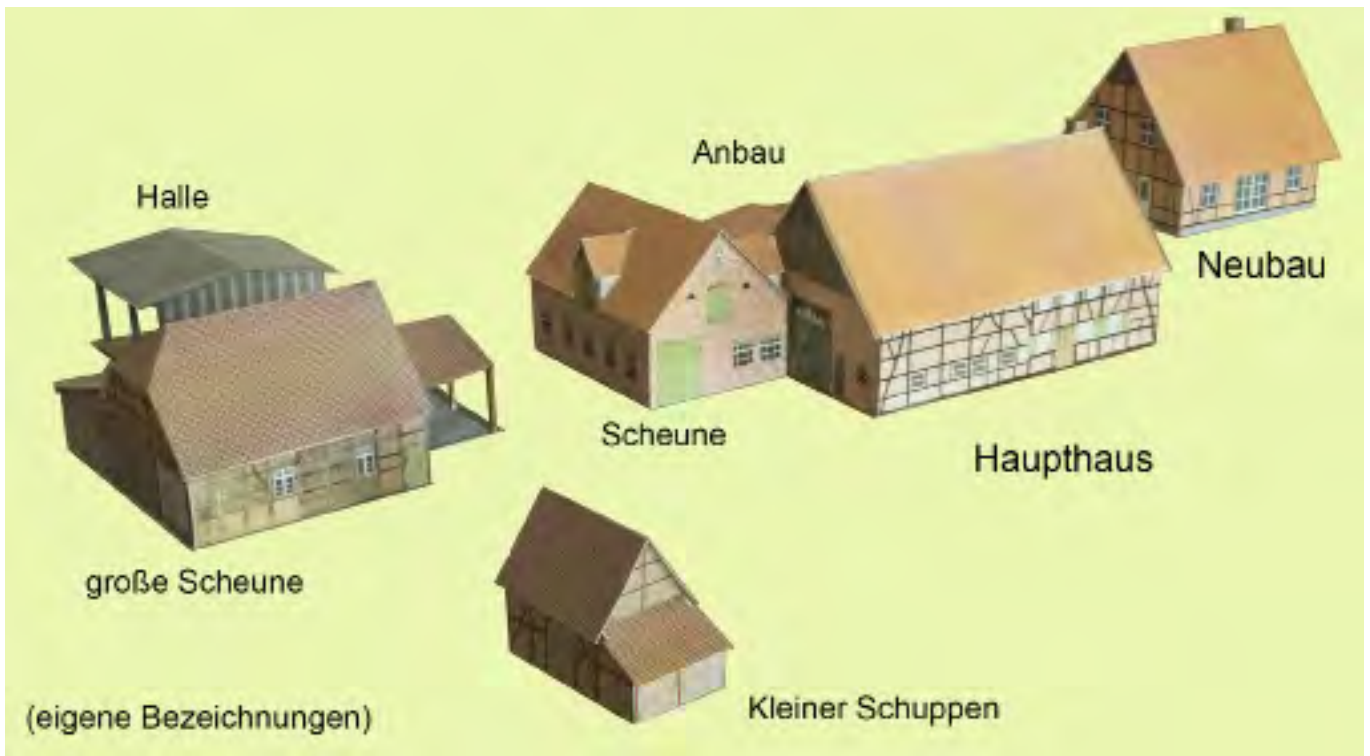 Anbau
Halle
Neubau
Scheune
Haupthaus
große Scheune
Kleiner Schuppen
(eigene Bezeichnungen)